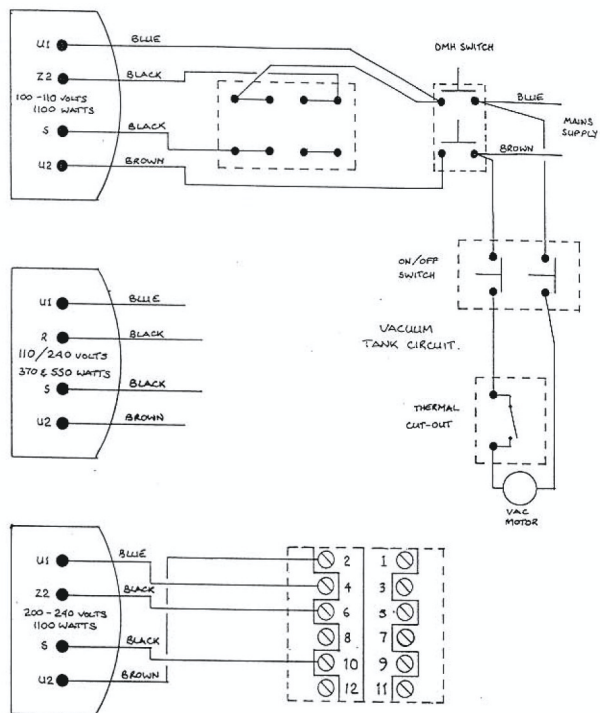 U1
BLUE
Z2
BLACK
100-110 VOLTS
1100 WATTS
S
BLACK
U2
BROWN
DMH SWITCH
BLUE
MAINS
SUPPLY
BROWN
ON/OFF
SWITCH
VACUUM
TANK CIRCUIT.
THERMAL
CUT-OUT
VAC
MOTOR
U1
BLUE
R
BLACK
110/240 VOLTS
370 & 550 WATTS
S
BLACK
U2
BROWN
U1
BLUE
Z2
BLACK
200-240 VOLTS
1100 WATTS
S
BLACK
U2
BROWN
2 1
4 3
6 5
8 7
10 9
12 11